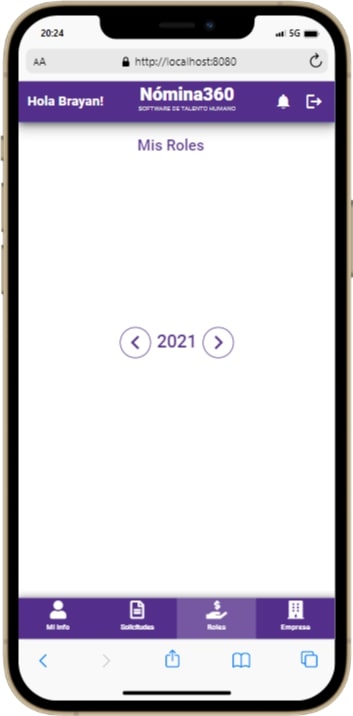 20:24
5G
AA
http://localhost:8080
Hola Brayan!
Nómina360
SOFTWARE DE TALENTO HUMANO
Mis Roles
2021
Mi Info
Solicitudes
Roles
Empresa